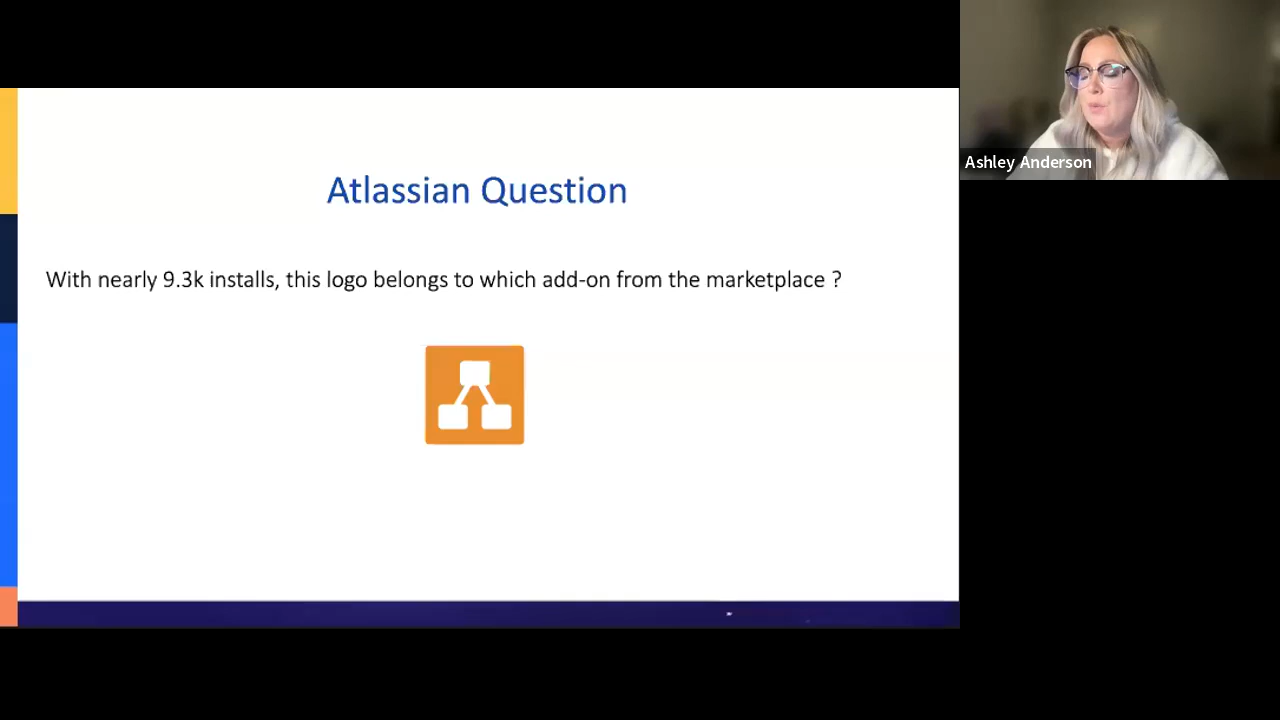 Atlassian Question
With nearly 9.3k installs, this logo belongs to which add-on from the marketplace ?
Ashley Anderson